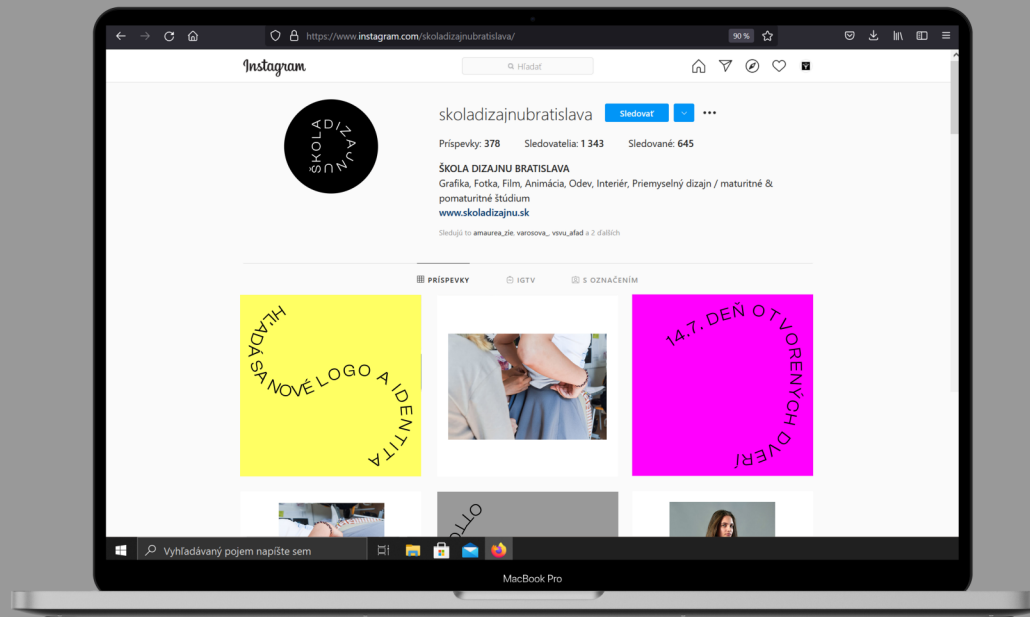 https://www.instagram.com/skoladizajnubratislava/
90 %
Instagram
Hľadať
ŠKOLA DIZAJNU
skoladizajnubratislava
Sledovať
Príspevky: 378 Sledovatelia: 1 343 Sledované: 645
ŠKOLA DIZAJNU BRATISLAVA
Grafika, Fotka, Film, Animácia, Odev, Interiér, Priemyselný dizajn / maturitné &
pomaturitné štúdium
www.skoladizajnu.sk
Sledujú to amaurea_zie, varosova_, vsvu_afad a 2 ďalších
PRÍSPEVKY
IGTV
S OZNAČENÍM
HĽADÁ SA NOVÉ LOGO A IDENTITA
14.7. DEŇ OTVORENÝCH DVERÍ
OTTO
Vyhľadávaný pojem napíšte sem
MacBook Pro